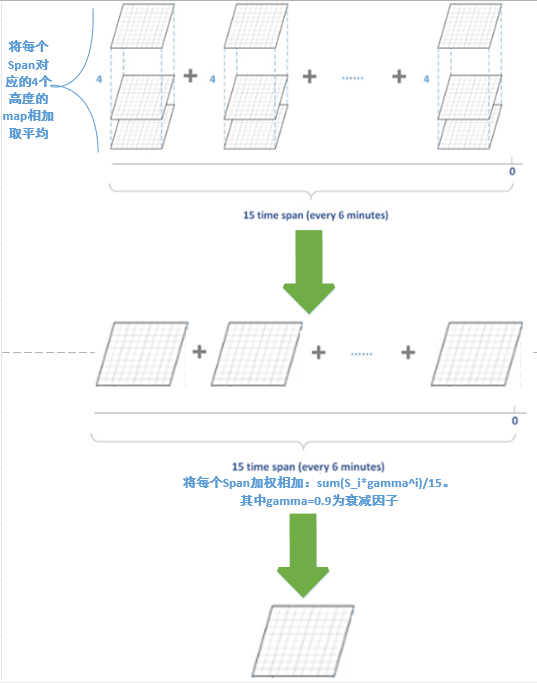 将每个
Span对
应的4个
高度的
map相加
取平均
4
4
......
4
0
15 time span (every 6 minutes)
......
0
15 time span (every 6 minutes)
将每个Span加权相加：sum(S_i*gamma^i)/15。
其中gamma=0.9为衰减因子